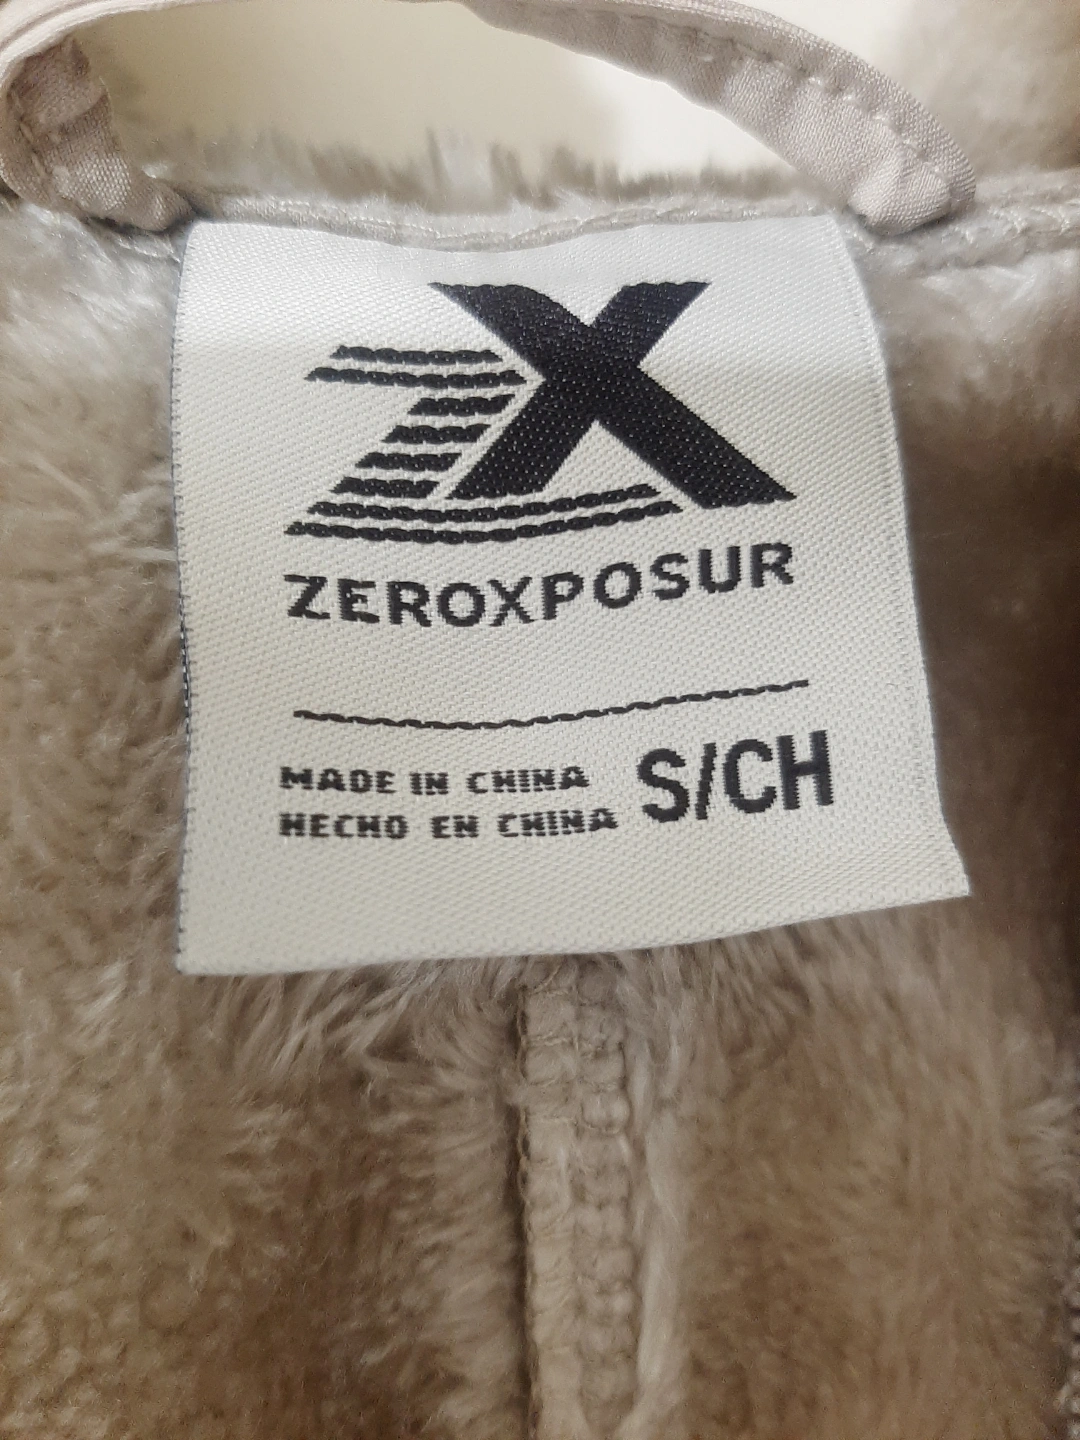 ZX
ZEROXPOSUR
MADE IN CHINA
HECHO EN CHINA
S/CH